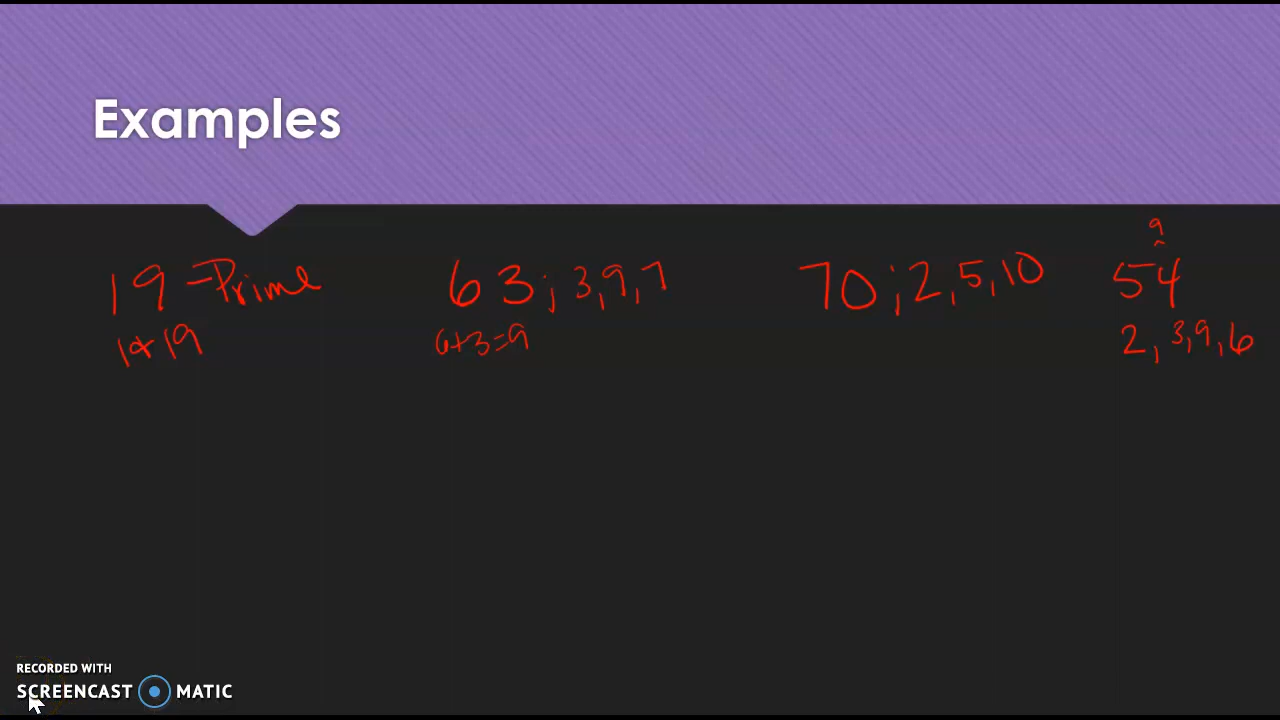 Examples
19 = Prime
1 & 19
63; 3, 9, 7
6+3=9
70; 2, 5, 10
9
54
2, 3, 9, 6
RECORDED WITH
SCREENCAST MATIC